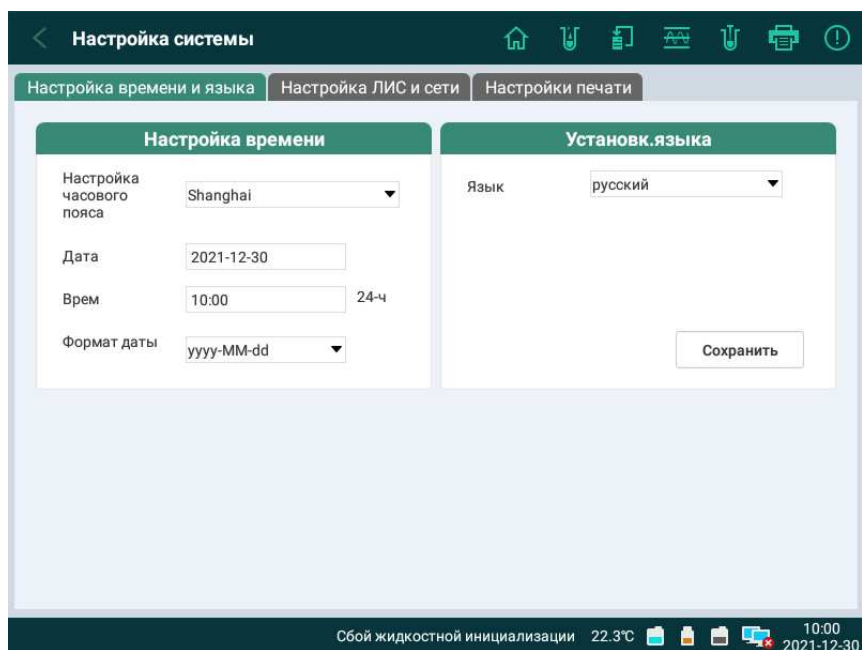 Настройка системы
Настройка времени и языка
Настройка ЛИС и сети
Настройки печати
Настройка времени
Настройка
часового
пояса
Shanghai
Дата
2021-12-30
Врем
10:00
24-ч
Формат даты
yyyy-MM-dd
Установк.языка
Язык
русский
Сохранить
Сбой жидкостной инициализации
22.3℃
10:00
2021-12-30